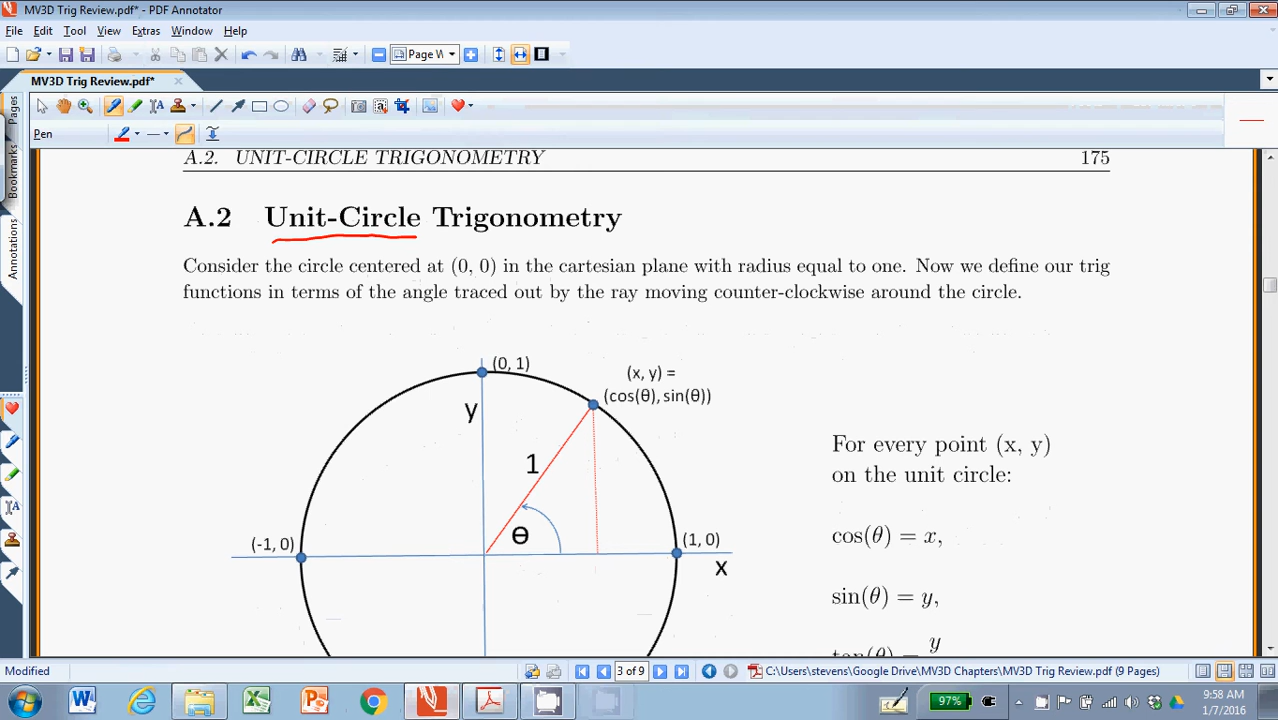 MV3D Trig Review.pdf* - PDF Annotator
File Edit Tool View Extras Window Help
Page W
MV3D Trig Review.pdf*
Pen
Pages
Bookmarks
Annotations
A.2. UNIT-CIRCLE TRIGONOMETRY 175
A.2 Unit-Circle Trigonometry
Consider the circle centered at (0, 0) in the cartesian plane with radius equal to one. Now we define our trig
functions in terms of the angle traced out by the ray moving counter-clockwise around the circle.
(0, 1)
(x, y) =
(cos(θ), sin(θ))
y
1
θ
(-1, 0)
(1, 0)
x
For every point (x, y)
on the unit circle:
cos(θ) = x,
sin(θ) = y,
tan(θ) = y
Modified
3 of 9
C:\Users\stevens\Google Drive\MV3D Chapters\MV3D Trig Review.pdf (9 Pages)
97%
9:58 AM
1/7/2016